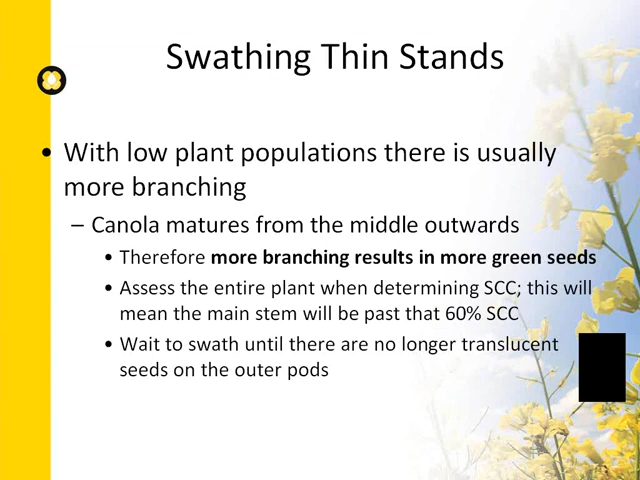 Swathing Thin Stands
• With low plant populations there is usually
more branching
– Canola matures from the middle outwards
• Therefore more branching results in more green seeds
• Assess the entire plant when determining SCC; this will
mean the main stem will be past that 60% SCC
• Wait to swath until there are no longer translucent
seeds on the outer pods